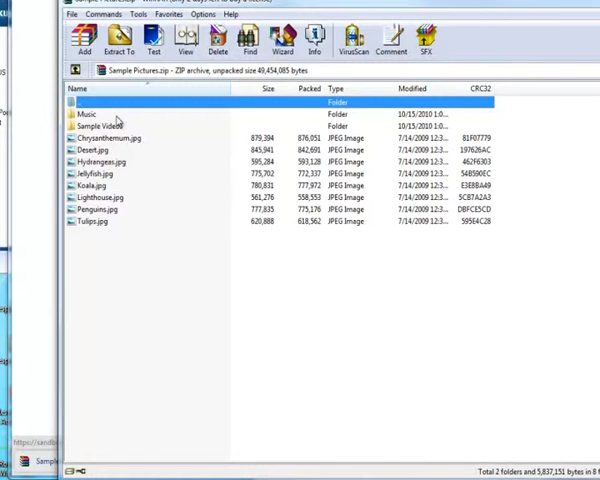 File Commands Tools Favorites Options Help
Add Extract To Test View Delete Find Wizard Info VirusScan Comment SFX
Sample Pictures.zip - ZIP archive, unpacked size 49,454,085 bytes
Name Size Packed Type Modified CRC32
.. Folder
Music Folder 10/15/2010 1:0...
Sample Videos Folder 10/15/2010 1:0...
Chrysanthemum.jpg 879,394 876,051 JPEG Image 7/14/2009 12:3... 81F07779
Desert.jpg 845,941 842,691 JPEG Image 7/14/2009 12:3... 197626AC
Hydrangeas.jpg 595,284 593,128 JPEG Image 7/14/2009 12:3... 462F6303
Jellyfish.jpg 775,702 772,337 JPEG Image 7/14/2009 12:3... 54B590EC
Koala.jpg 780,831 777,972 JPEG Image 7/14/2009 12:3... E3EBBA49
Lighthouse.jpg 561,276 558,553 JPEG Image 7/14/2009 12:3... 5CB7A2A3
Penguins.jpg 777,835 775,176 JPEG Image 7/14/2009 12:3... DBFCE5CD
Tulips.jpg 620,888 618,562 JPEG Image 7/14/2009 12:3... 595E4C28
https://sandb
Sample
Total 2 folders and 5,837,151 bytes in 8 f